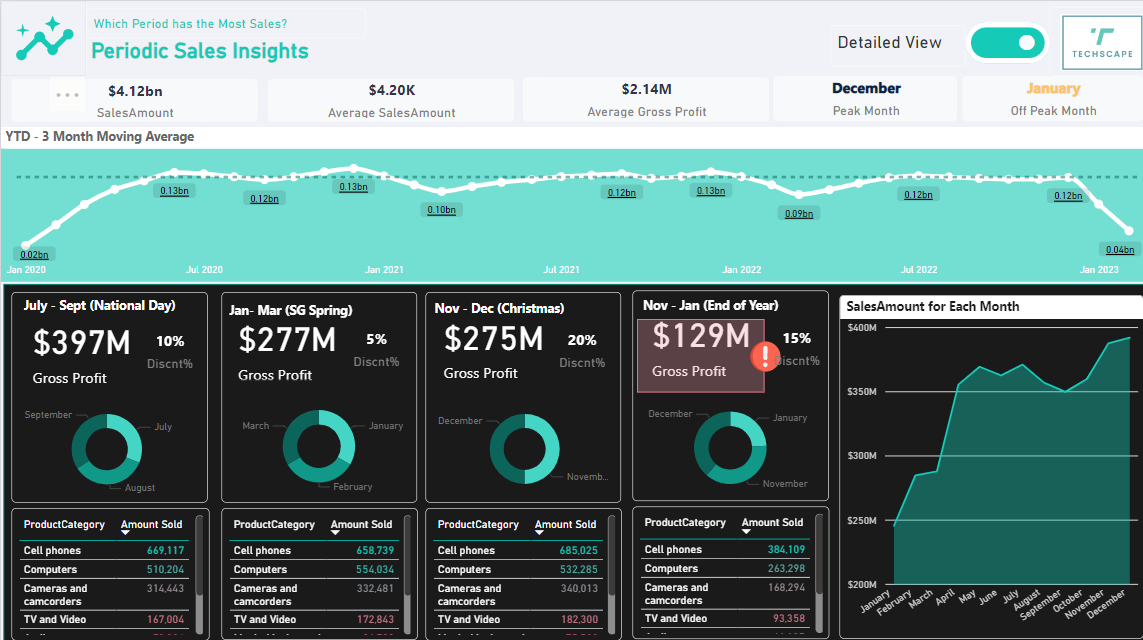 Which Period has the Most Sales?
Periodic Sales Insights
Detailed View
TECHSCAPE
$4.12bn
SalesAmount
$4.20K
Average SalesAmount
$2.14M
Average Gross Profit
December
Peak Month
January
Off Peak Month
YTD - 3 Month Moving Average
0.02bn
0.13bn
0.12bn
0.13bn
0.10bn
0.12bn
0.13bn
0.09bn
0.12bn
0.12bn
0.04bn
Jan 2020
Jul 2020
Jan 2021
Jul 2021
Jan 2022
Jul 2022
Jan 2023
July - Sept (National Day)
$397M
10%
Gross Profit
Discnt%
September
July
August
ProductCategory Amount Sold
Cell phones 669,117
Computers 510,204
Cameras and 314,443
camcorders
TV and Video 167,004
Jan- Mar (SG Spring)
$277M
5%
Gross Profit
Discnt%
March
January
February
ProductCategory Amount Sold
Cell phones 658,739
Computers 554,034
Cameras and 332,481
camcorders
TV and Video 172,843
Nov - Dec (Christmas)
$275M
20%
Gross Profit
Discnt%
December
Novemb...
ProductCategory Amount Sold
Cell phones 685,025
Computers 532,285
Cameras and 340,013
camcorders
TV and Video 182,300
Nov - Jan (End of Year)
$129M
!
15%
Gross Profit
Discnt%
December
January
November
ProductCategory Amount Sold
Cell phones 384,109
Computers 263,298
Cameras and 168,294
camcorders
TV and Video 93,358
SalesAmount for Each Month
$400M
$350M
$300M
$250M
$200M
January
February
March
April
May
June
July
August
September
October
November
December